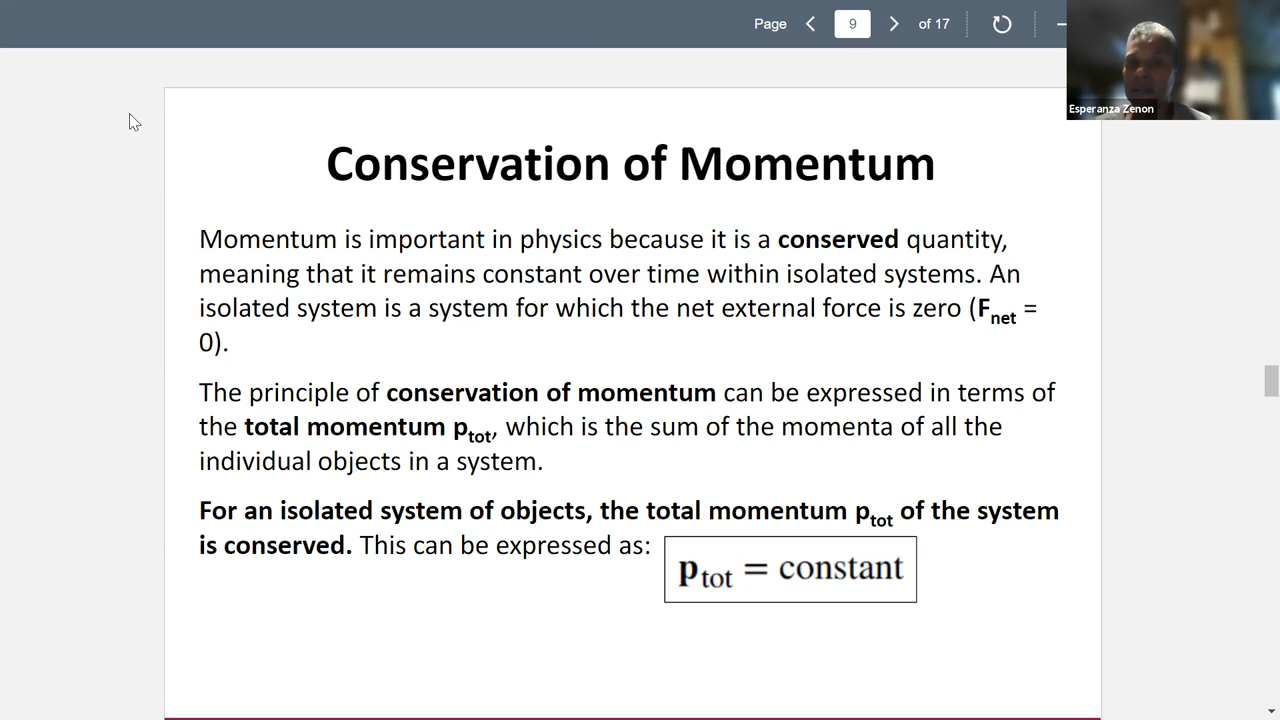 Page 9 of 17
Esperanza Zenon
Conservation of Momentum
Momentum is important in physics because it is a conserved quantity,
meaning that it remains constant over time within isolated systems. An
isolated system is a system for which the net external force is zero (Fnet =
0).
The principle of conservation of momentum can be expressed in terms of
the total momentum ptot, which is the sum of the momenta of all the
individual objects in a system.
For an isolated system of objects, the total momentum ptot of the system
is conserved. This can be expressed as:
ptot = constant